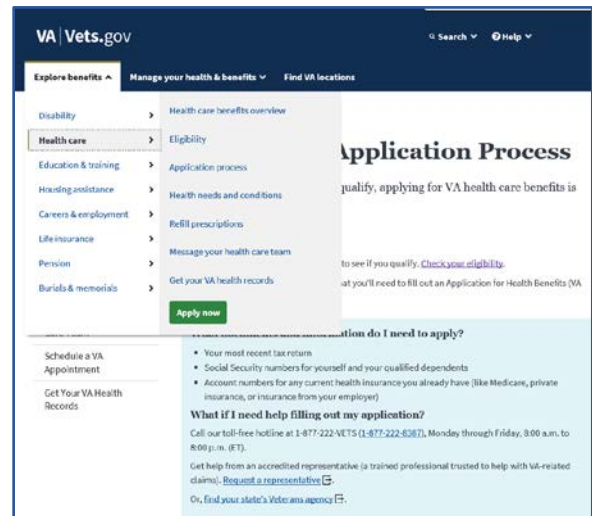 VA | Vets.gov
Search
Help
Explore benefits
Manage your health & benefits
Find VA locations
Disability
Health care
Education & training
Housing assistance
Careers & employment
Life insurance
Pension
Burials & memorials
Health care benefits overview
Eligibility
Application process
Health needs and conditions
Refill prescriptions
Message your health care team
Get your VA health records
Apply now
Application Process
qualify, applying for VA health care benefits is
to see if you qualify. Check your eligibility.
at you'll need to fill out an Application for Health Benefits (VA
Schedule a VA
Appointment
Get Your VA Health
Records
What documents and information do I need to apply?
• Your most recent tax return
• Social Security numbers for yourself and your qualified dependents
• Account numbers for any current health insurance you already have (like Medicare, private
insurance, or insurance from your employer)
What if I need help filling out my application?
Call our toll-free hotline at 1-877-222-VETS (1-877-222-8387), Monday through Friday, 8:00 a.m. to
8:00 p.m. (ET).
Get help from an accredited representative (a trained professional trusted to help with VA-related
claims). Request a representative.
Or, find your state's Veterans agency.